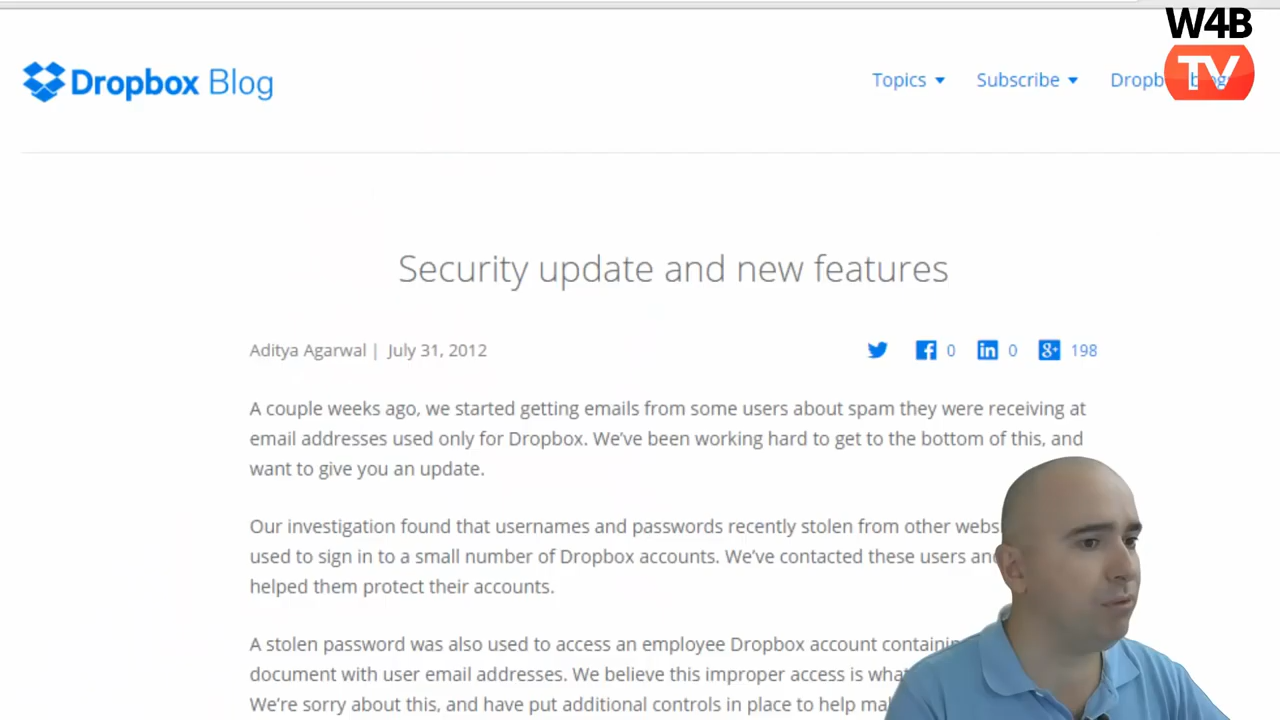 W4B
TV
Dropbox Blog
Topics
Subscribe
Security update and new features
Aditya Agarwal | July 31, 2012
0
0
198
A couple weeks ago, we started getting emails from some users about spam they were receiving at
email addresses used only for Dropbox. We've been working hard to get to the bottom of this, and
want to give you an update.
Our investigation found that usernames and passwords recently stolen from other
used to sign in to a small number of Dropbox accounts. We've contacted these users
helped them protect their accounts.
A stolen password was also used to access an employee Dropbox account
document with user email addresses. We believe this improper access is
We're sorry about this, and have put additional controls in place to help